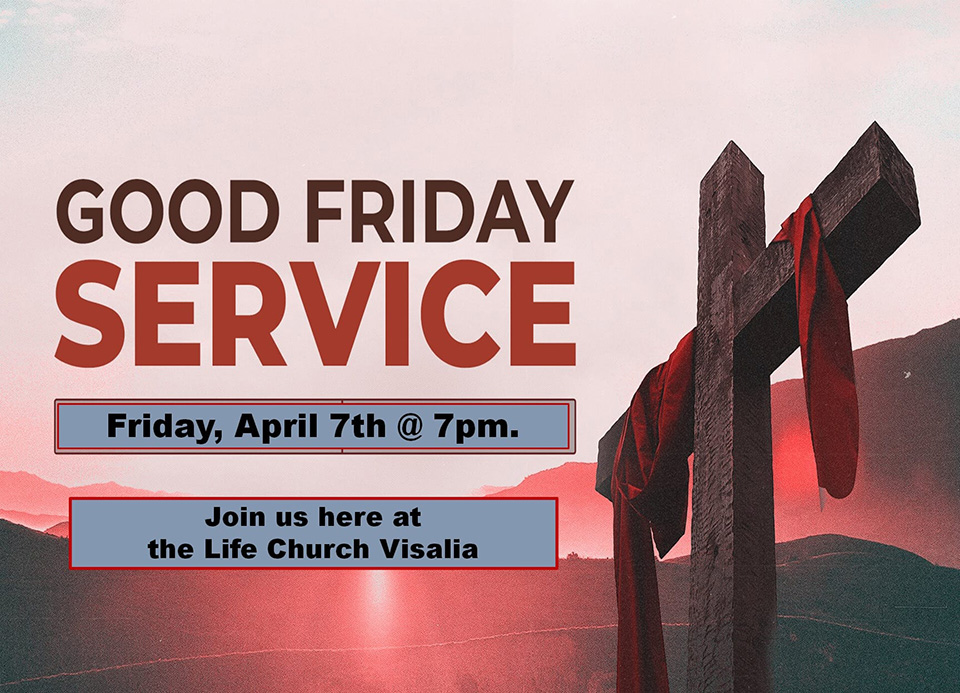 GOOD FRIDAY
SERVICE
Friday, April 7th @ 7pm.
Join us here at
the Life Church Visalia